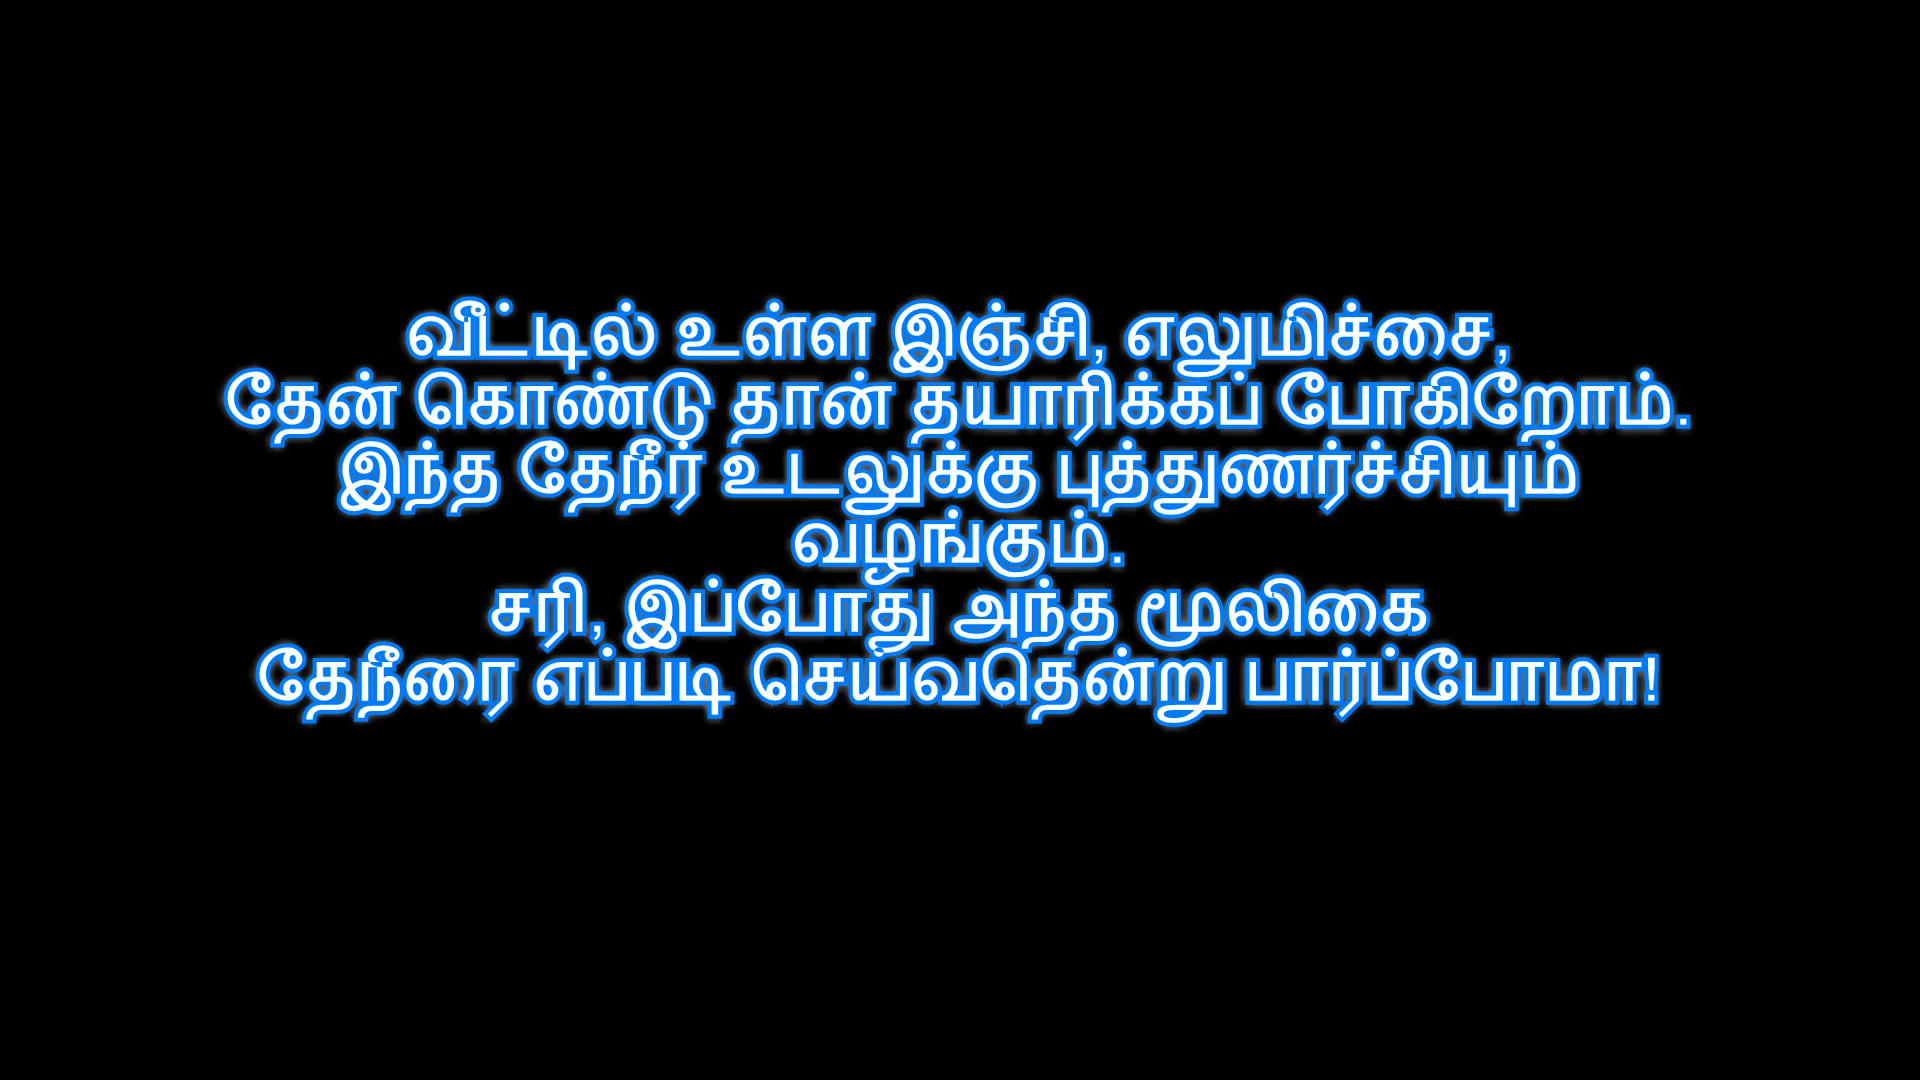 வீட்டில் உள்ள இஞ்சி, எலுமிச்சை,
தேன் கொண்டு தான் தயாரிக்கப் போகிறோம்.
இந்த தேநீர் உடலுக்கு புத்துணர்ச்சியும்
வழங்கும்.
சரி, இப்போது அந்த மூலிகை
தேநீரை எப்படி செய்வதென்று பார்ப்போமா!